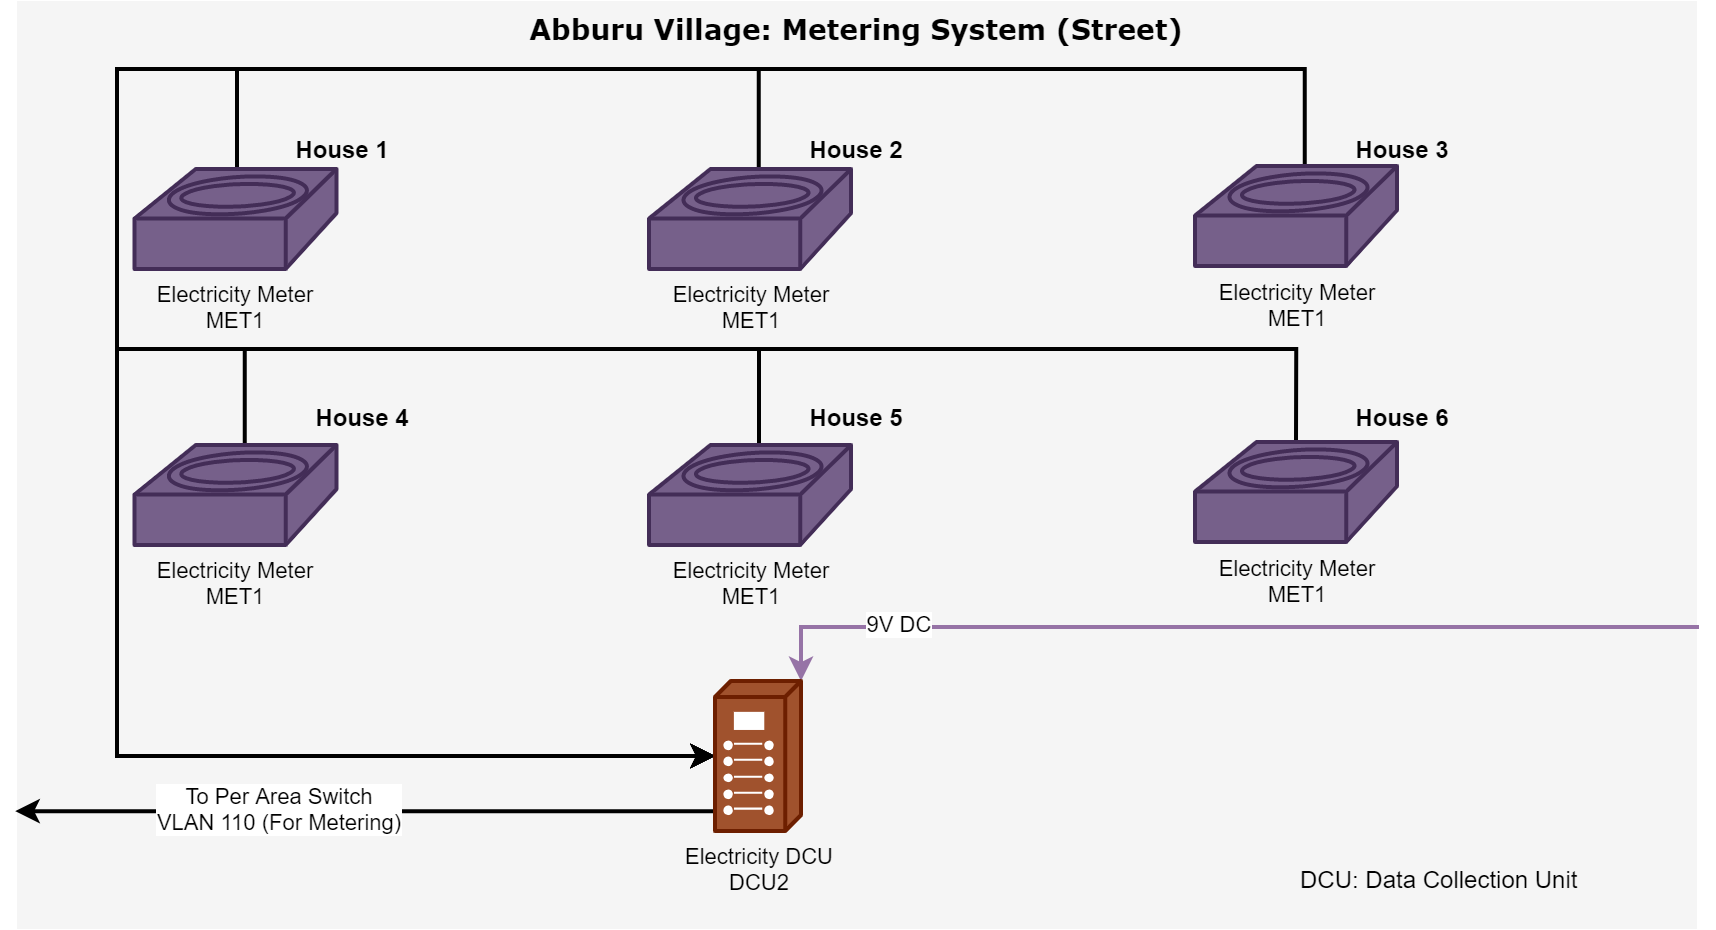 Abburu Village: Metering System (Street)
House 1
House 2
House 3
Electricity Meter
MET1
Electricity Meter
MET1
Electricity Meter
MET1
House 4
House 5
House 6
Electricity Meter
MET1
Electricity Meter
MET1
Electricity Meter
MET1
9V DC
To Per Area Switch
VLAN 110 (For Metering)
Electricity DCU
DCU2
DCU: Data Collection Unit